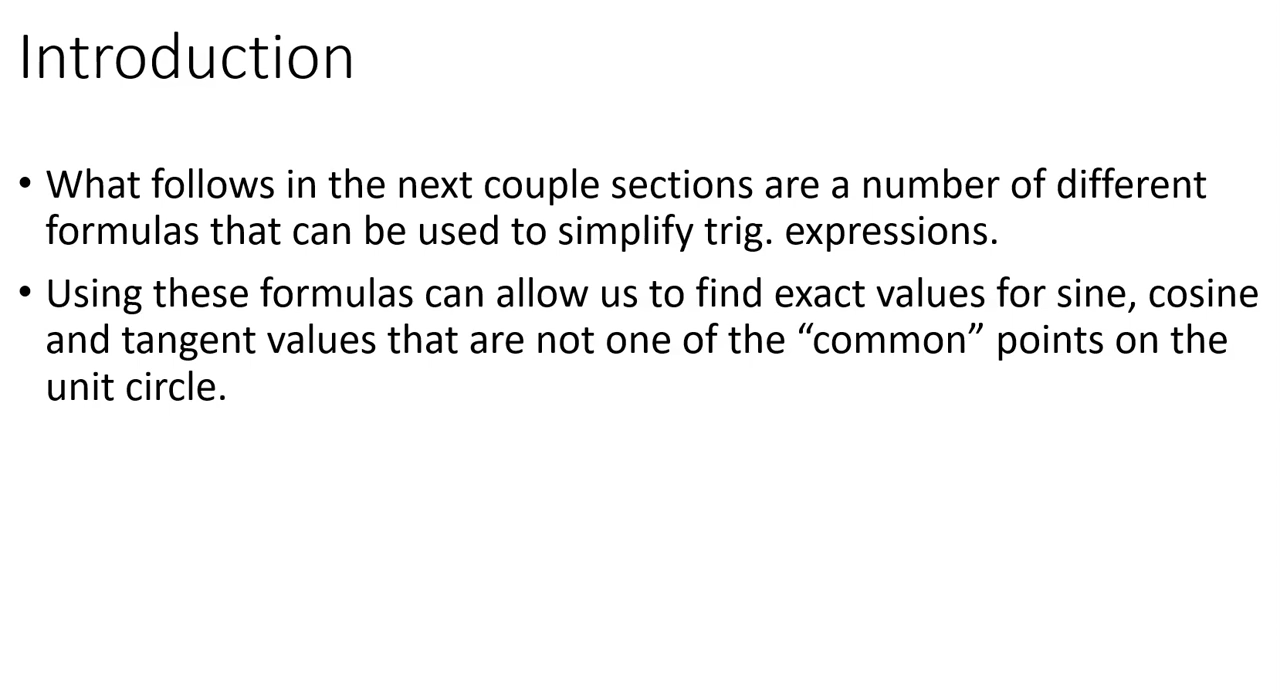 Introduction
• What follows in the next couple sections are a number of different
formulas that can be used to simplify trig. expressions.
• Using these formulas can allow us to find exact values for sine, cosine
and tangent values that are not one of the “common” points on the
unit circle.